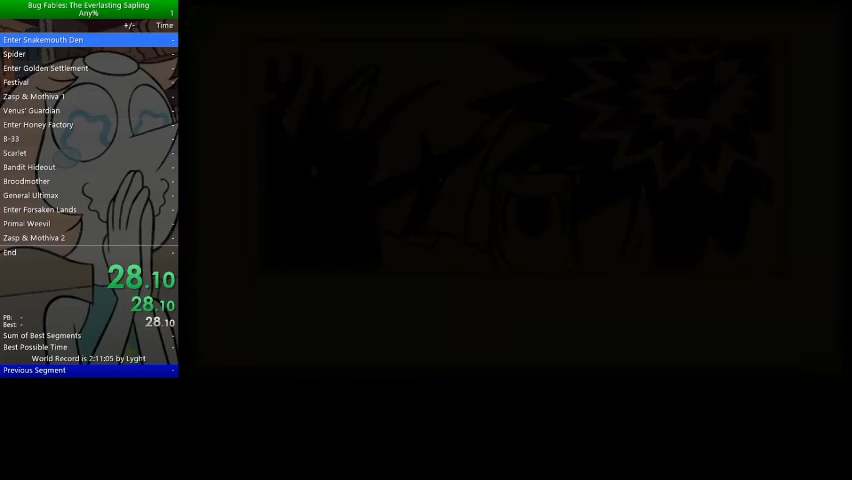 Bug Fables: The Everlasting Sapling
Any% 1
+/- Time
Enter Snakemouth Den -
Spider -
Enter Golden Settlement -
Festival -
Zasp & Mothiva 1 -
Venus' Guardian -
Enter Honey Factory -
B-33 -
Scarlet -
Bandit Hideout -
Broodmother -
General Ultimax -
Enter Forsaken Lands -
Primal Weevil -
Zasp & Mothiva 2 -
End -
28.10
28.10
PB: -
Best: - 28.10
Sum of Best Segments -
Best Possible Time -
World Record is 2:11:05 by Lyght
Previous Segment -